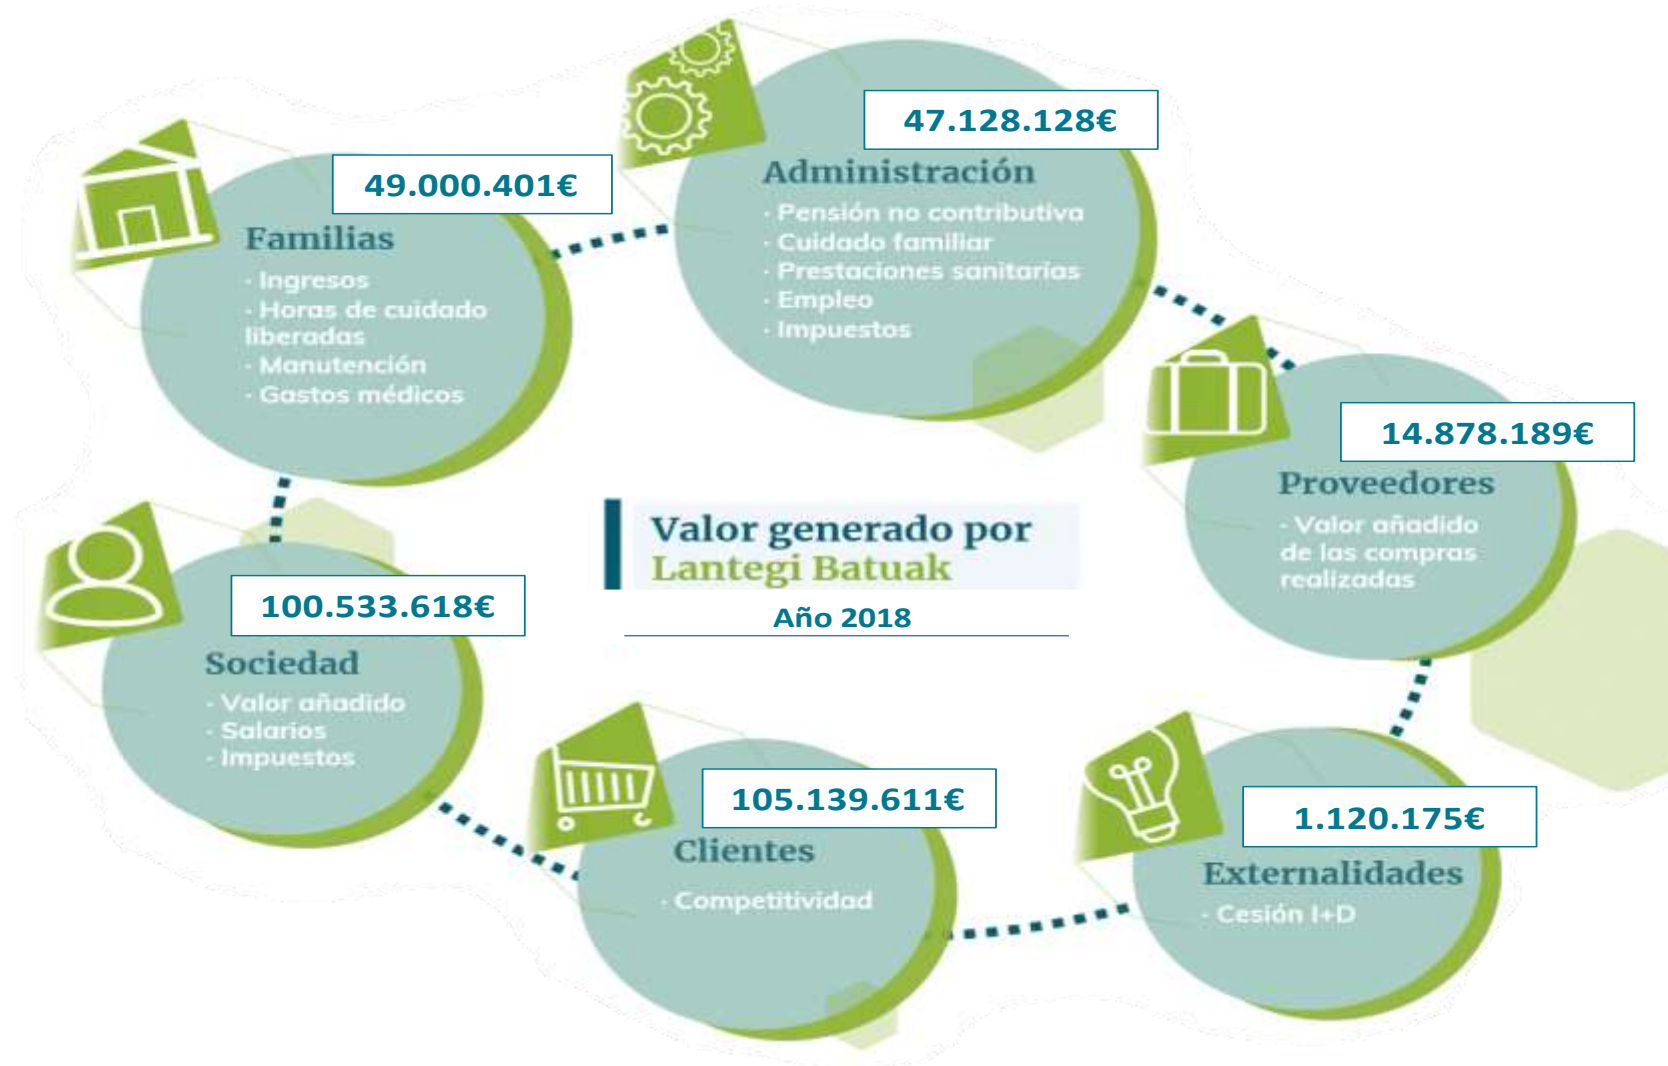 47.128.128€
Administración
· Pensión no contributiva
· Cuidado familiar
· Prestaciones sanitarias
· Empleo
· Impuestos
49.000.401€
Familias
· Ingresos
· Horas de cuidado
liberadas
· Manutención
· Gastos médicos
14.878.189€
Proveedores
· Valor añadido
de las compras
realizadas
Valor generado por
Lantegi Batuak
Año 2018
100.533.618€
Sociedad
· Valor añadido
· Salarios
· Impuestos
105.139.611€
Clientes
· Competitividad
1.120.175€
Externalidades
· Cesión I+D